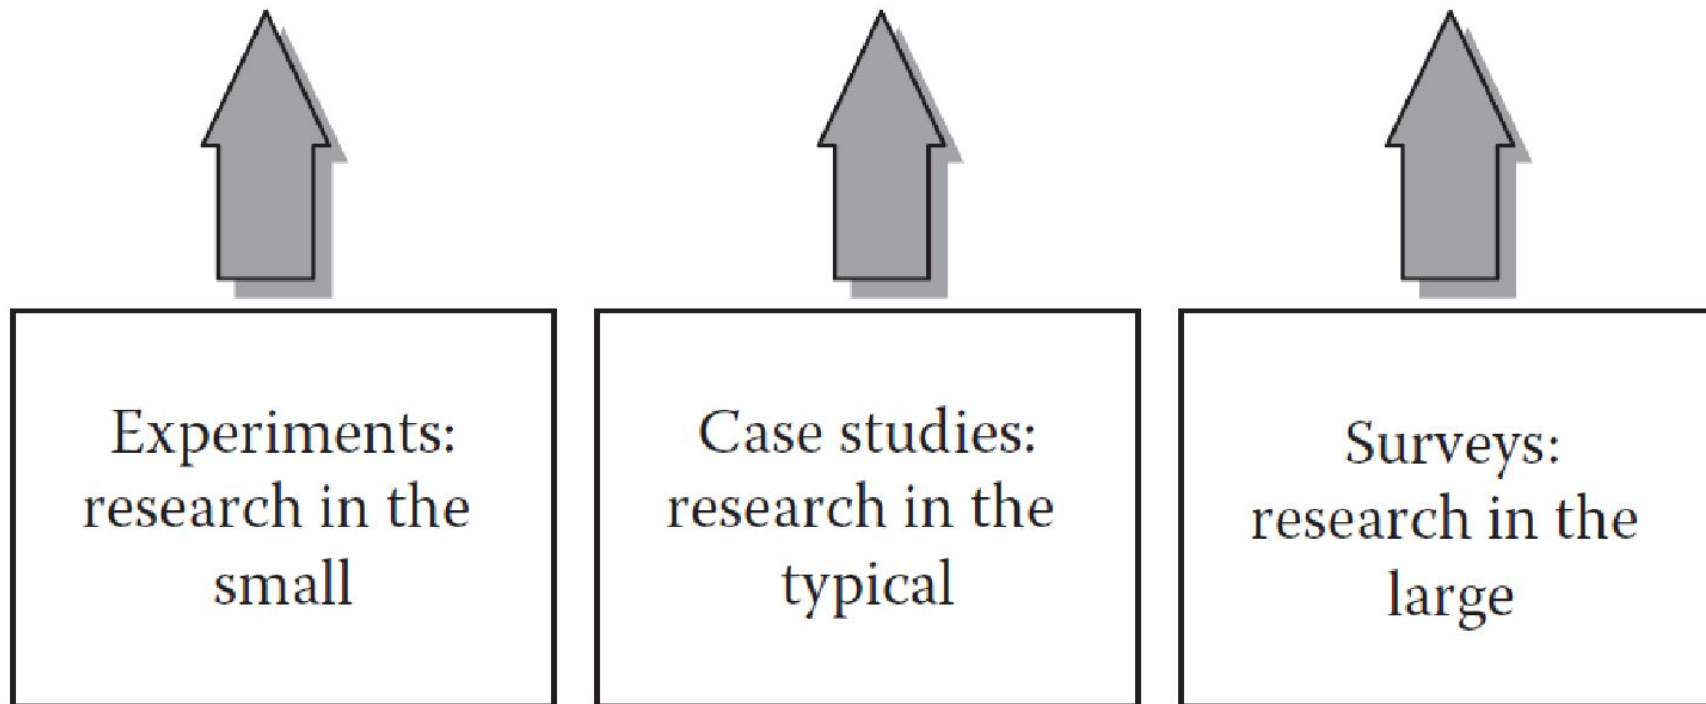 Experiments:
research in the
small
Case studies:
research in the
typical
Surveys:
research in the
large